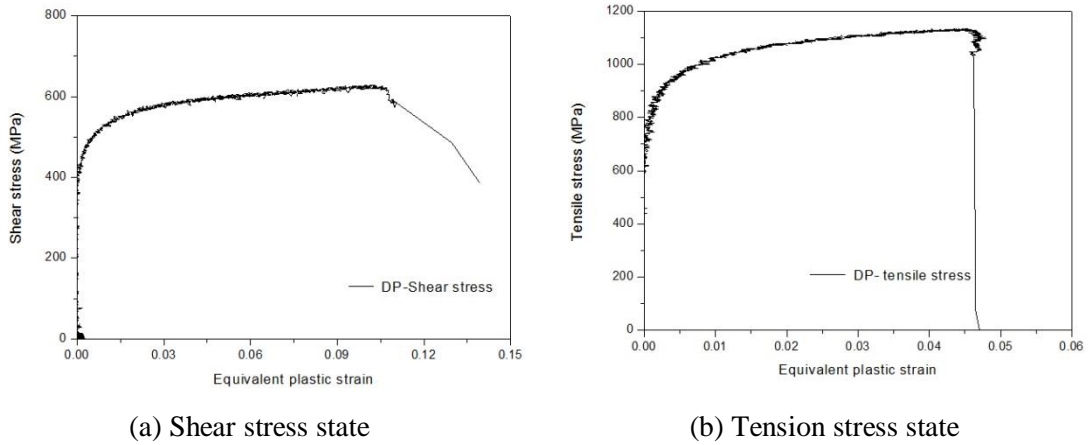 800
600
400
200
0
0.00 0.03 0.06 0.09 0.12 0.15
Shear stress (MPa)
Equivalent plastic strain
DP-Shear stress
(a) Shear stress state
1200
1000
800
600
400
200
0
0.00 0.01 0.02 0.03 0.04 0.05 0.06
Tensile stress (MPa)
Equivalent plastic strain
DP- tensile stress
(b) Tension stress state